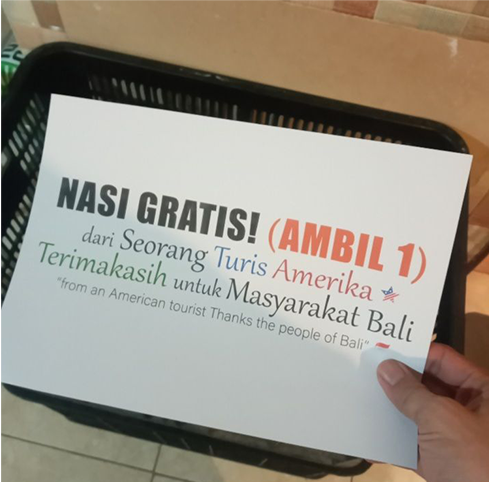 NASI GRATIS! (AMBIL 1)
dari Seorang Turis Amerika
Terimakasih untuk Masyarakat Bali
"from an American tourist Thanks the people of Bali"